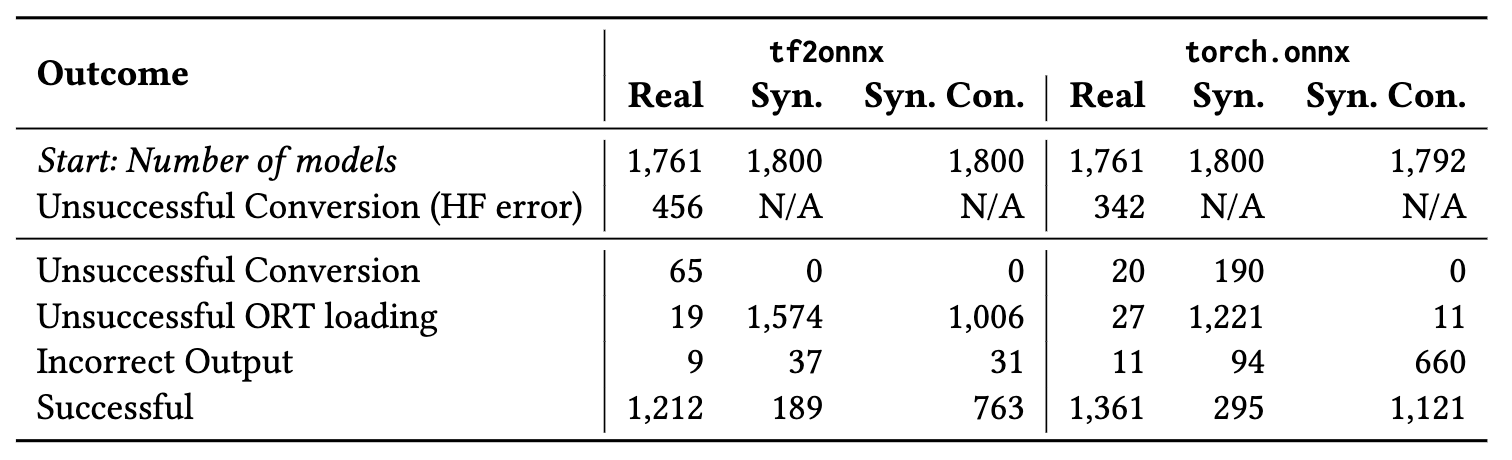 tf2onnx torch.onnx
Outcome
Real Syn. Syn. Con. Real Syn. Syn. Con.
Start: Number of models 1,761 1,800 1,800 1,761 1,800 1,792
Unsuccessful Conversion (HF error) 456 N/A N/A 342 N/A N/A
Unsuccessful Conversion 65 0 0 20 190 0
Unsuccessful ORT loading 19 1,574 1,006 27 1,221 11
Incorrect Output 9 37 31 11 94 660
Successful 1,212 189 763 1,361 295 1,121